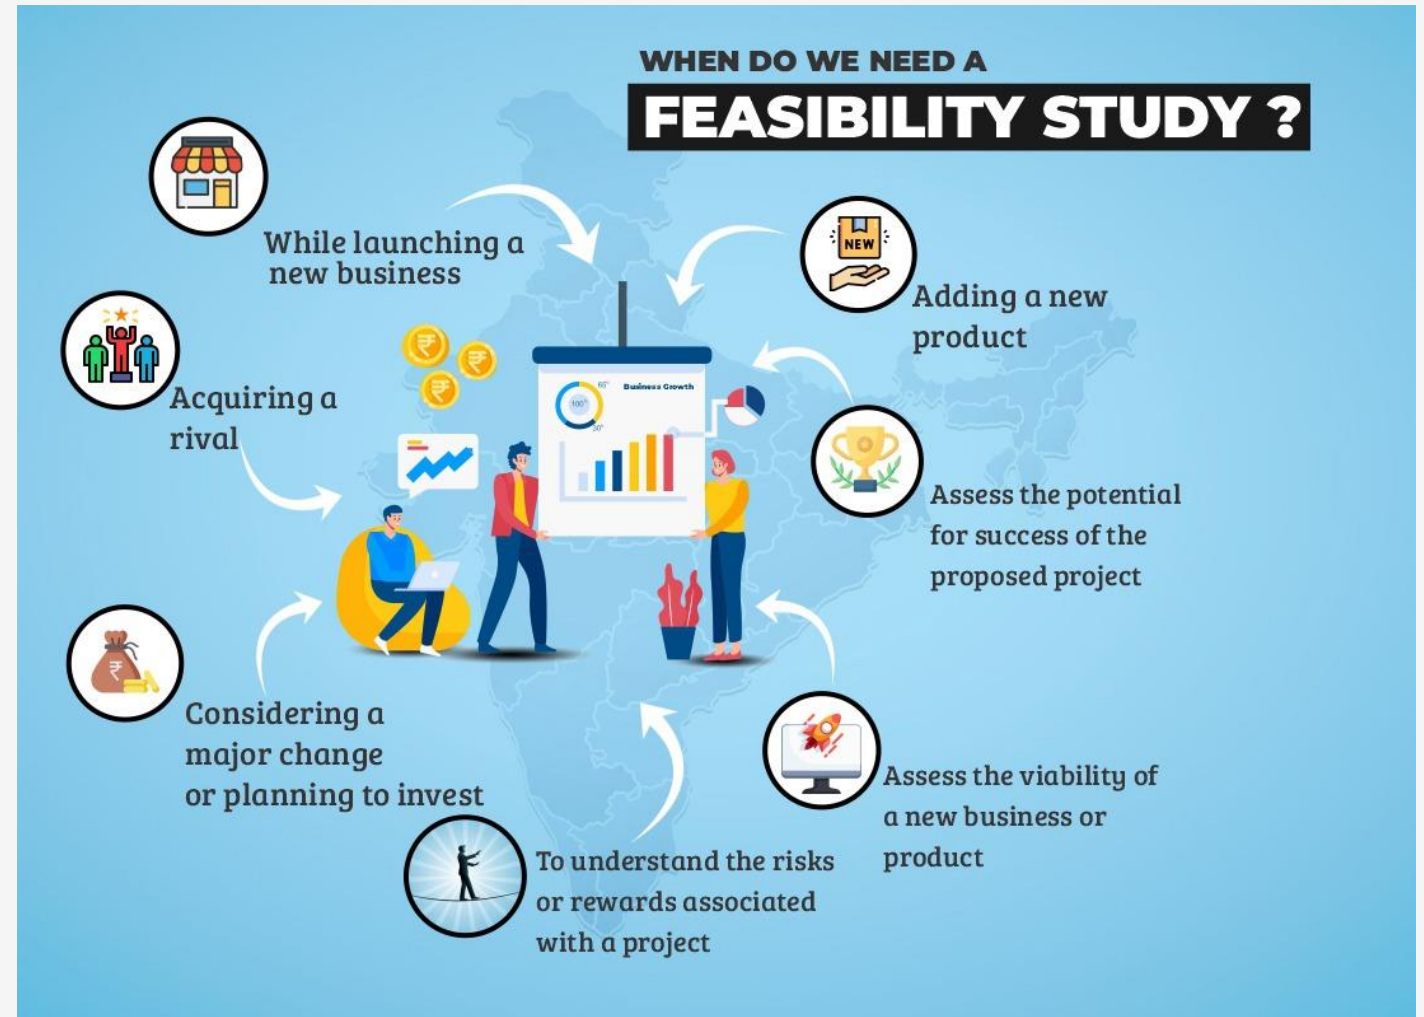 WHEN DO WE NEED A
FEASIBILITY STUDY ?
While launching a
new business
Acquiring a
rival
Considering a
major change
or planning to invest
To understand the risks
or rewards associated
with a project
NEW
Adding a new
product
Assess the potential
for success of the
proposed project
Assess the viability of
a new business or
product
Business Growth
100%
30%